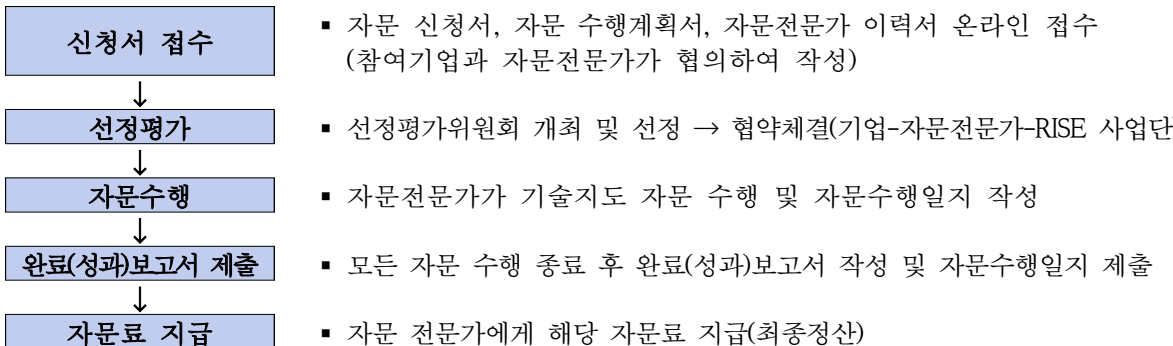 신청서 접수
▪ 자문 신청서, 자문 수행계획서, 자문전문가 이력서 온라인 접수
(참여기업과 자문전문가가 협의하여 작성)
↓
선정평가
▪ 선정평가위원회 개최 및 선정 → 협약체결(기업-자문전문가-RISE 사업단)
↓
자문수행
▪ 자문전문가가 기술지도 자문 수행 및 자문수행일지 작성
↓
완료(성과)보고서 제출
▪ 모든 자문 수행 종료 후 완료(성과)보고서 작성 및 자문수행일지 제출
↓
자문료 지급
▪ 자문 전문가에게 해당 자문료 지급(최종정산)